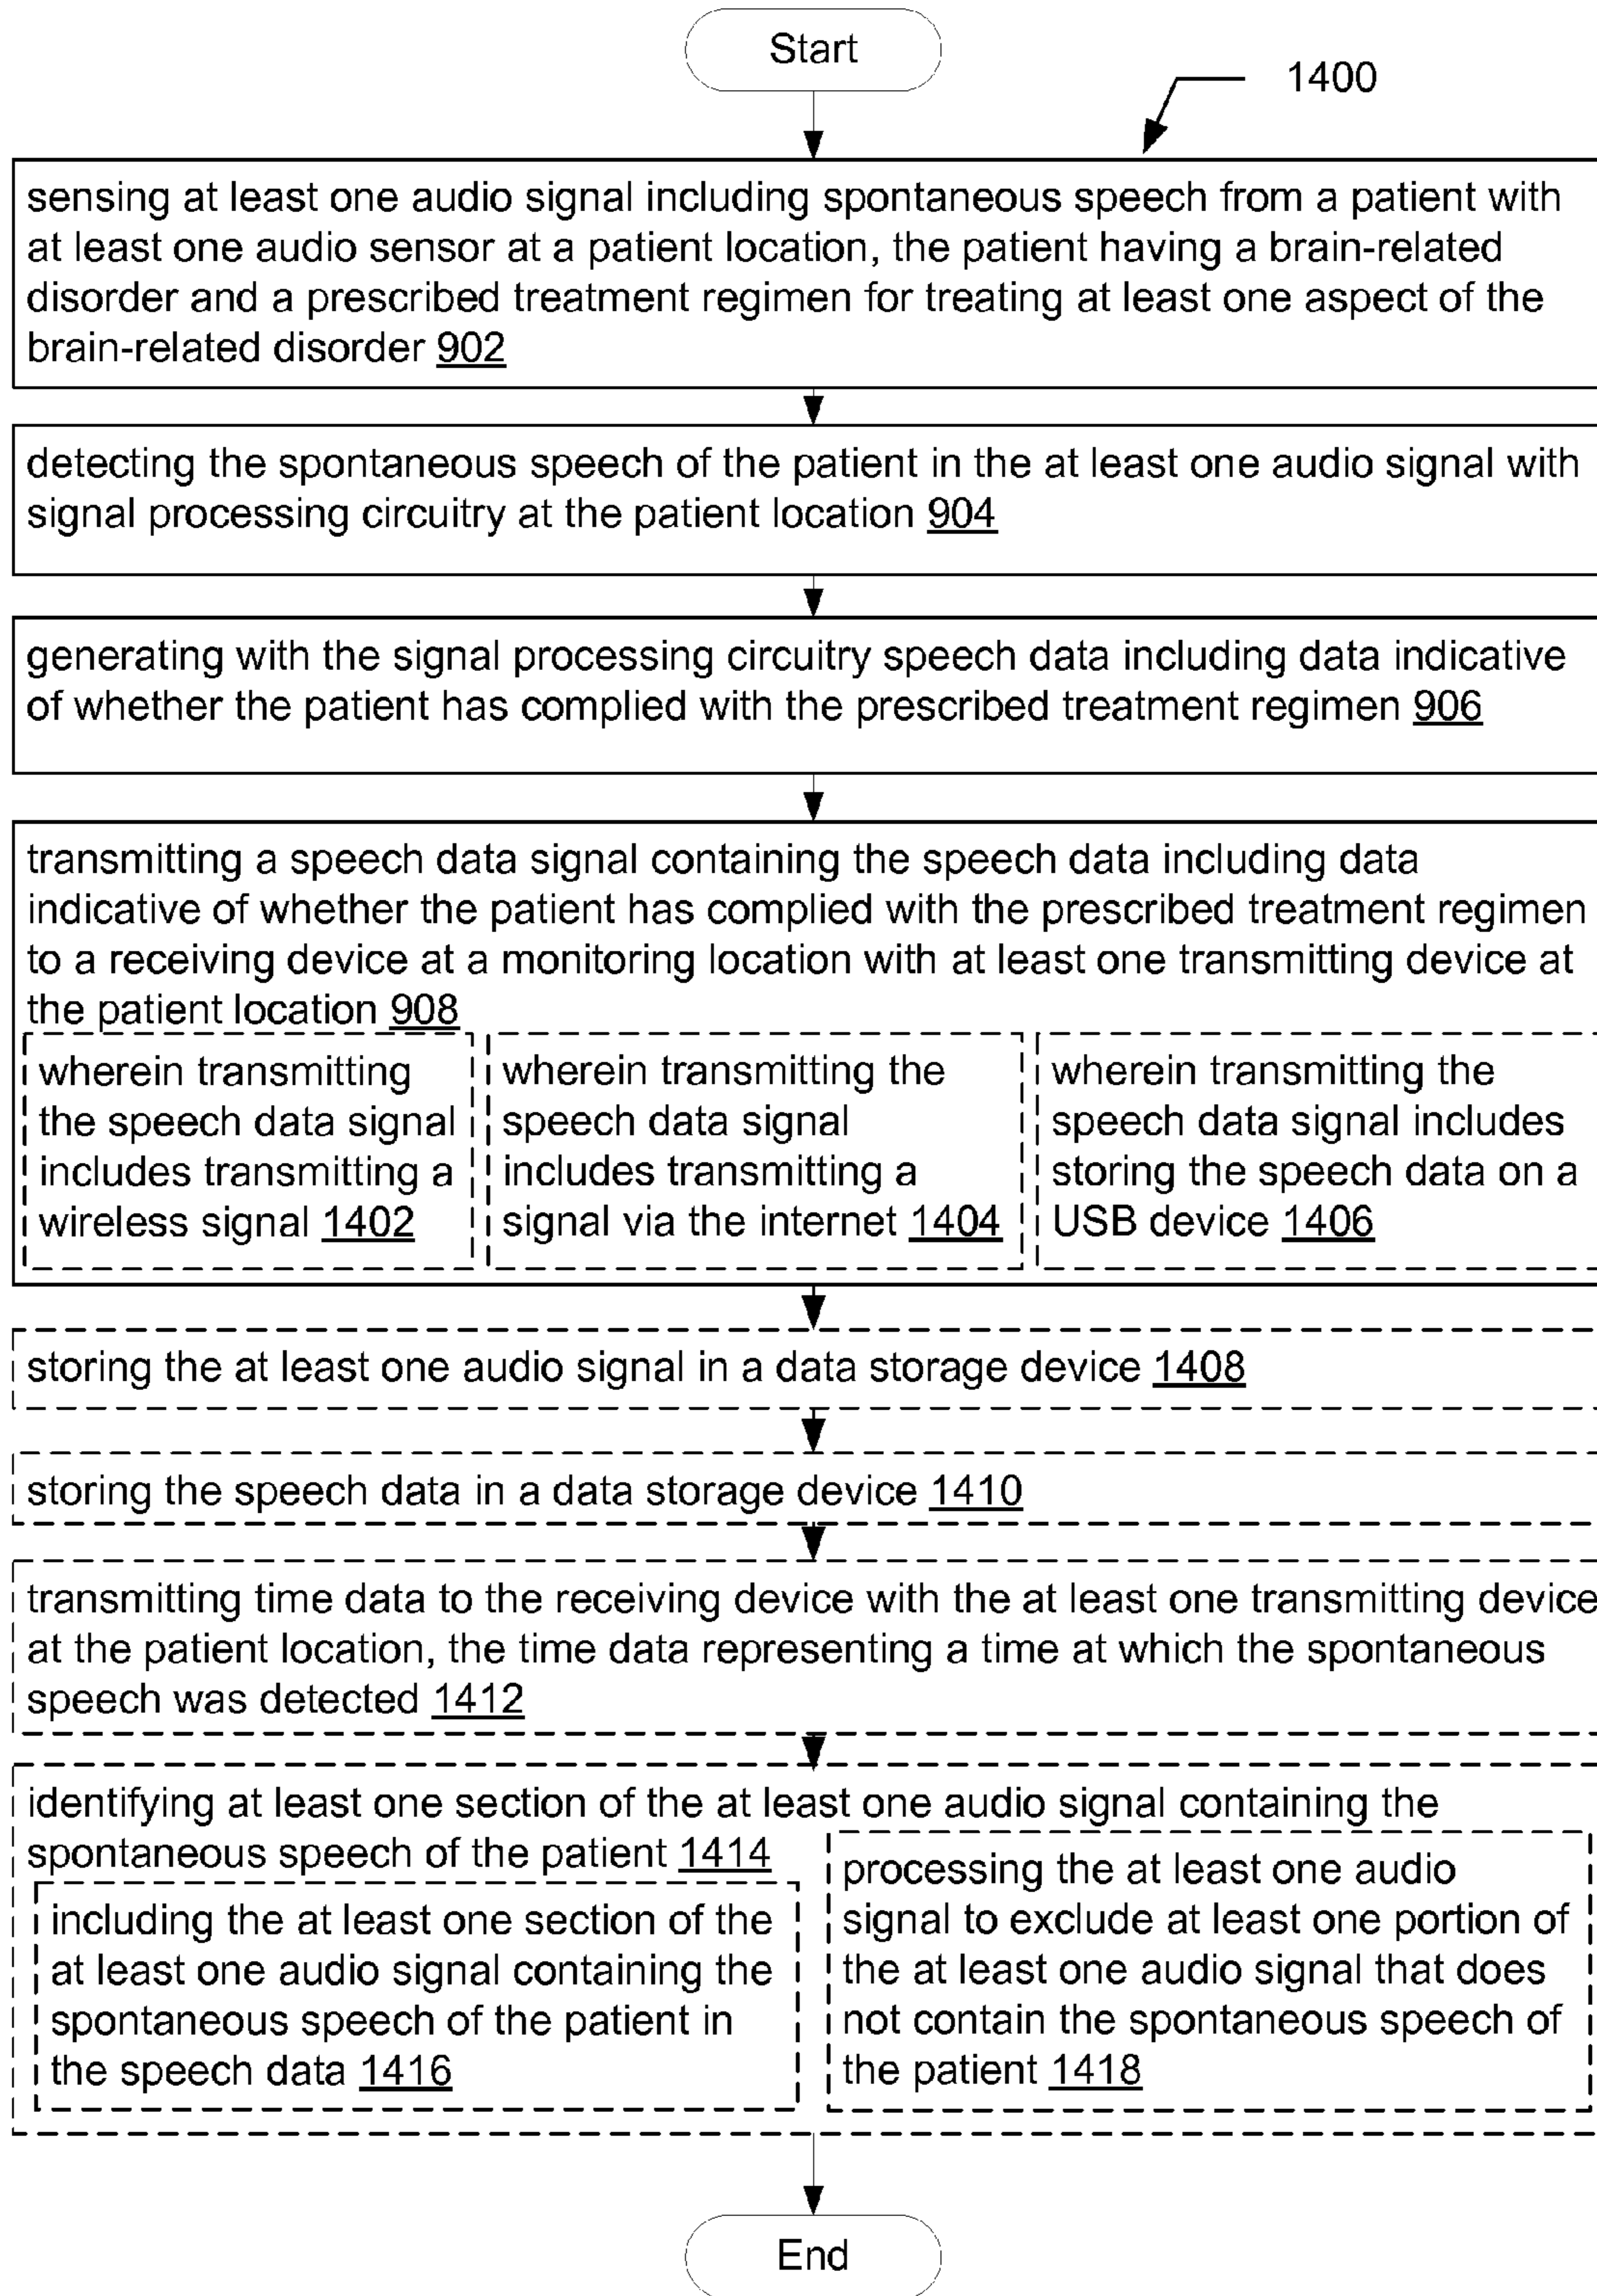 Start
1400
sensing at least one audio signal including spontaneous speech from a patient with
at least one audio sensor at a patient location, the patient having a brain-related
disorder and a prescribed treatment regimen for treating at least one aspect of the
brain-related disorder 902
detecting the spontaneous speech of the patient in the at least one audio signal with
signal processing circuitry at the patient location 904
generating with the signal processing circuitry speech data including data indicative
of whether the patient has complied with the prescribed treatment regimen 906
transmitting a speech data signal containing the speech data including data
indicative of whether the patient has complied with the prescribed treatment regimen
to a receiving device at a monitoring location with at least one transmitting device at
the patient location 908
wherein transmitting
the speech data signal
includes transmitting a
wireless signal 1402
wherein transmitting the
speech data signal
includes transmitting a
signal via the internet 1404
wherein transmitting the
speech data signal includes
storing the speech data on a
USB device 1406
storing the at least one audio signal in a data storage device 1408
storing the speech data in a data storage device 1410
transmitting time data to the receiving device with the at least one transmitting device
at the patient location, the time data representing a time at which the spontaneous
speech was detected 1412
identifying at least one section of the at least one audio signal containing the
spontaneous speech of the patient 1414
including the at least one section of the
at least one audio signal containing the
spontaneous speech of the patient in
the speech data 1416
processing the at least one audio
signal to exclude at least one portion of
the at least one audio signal that does
not contain the spontaneous speech of
the patient 1418
End